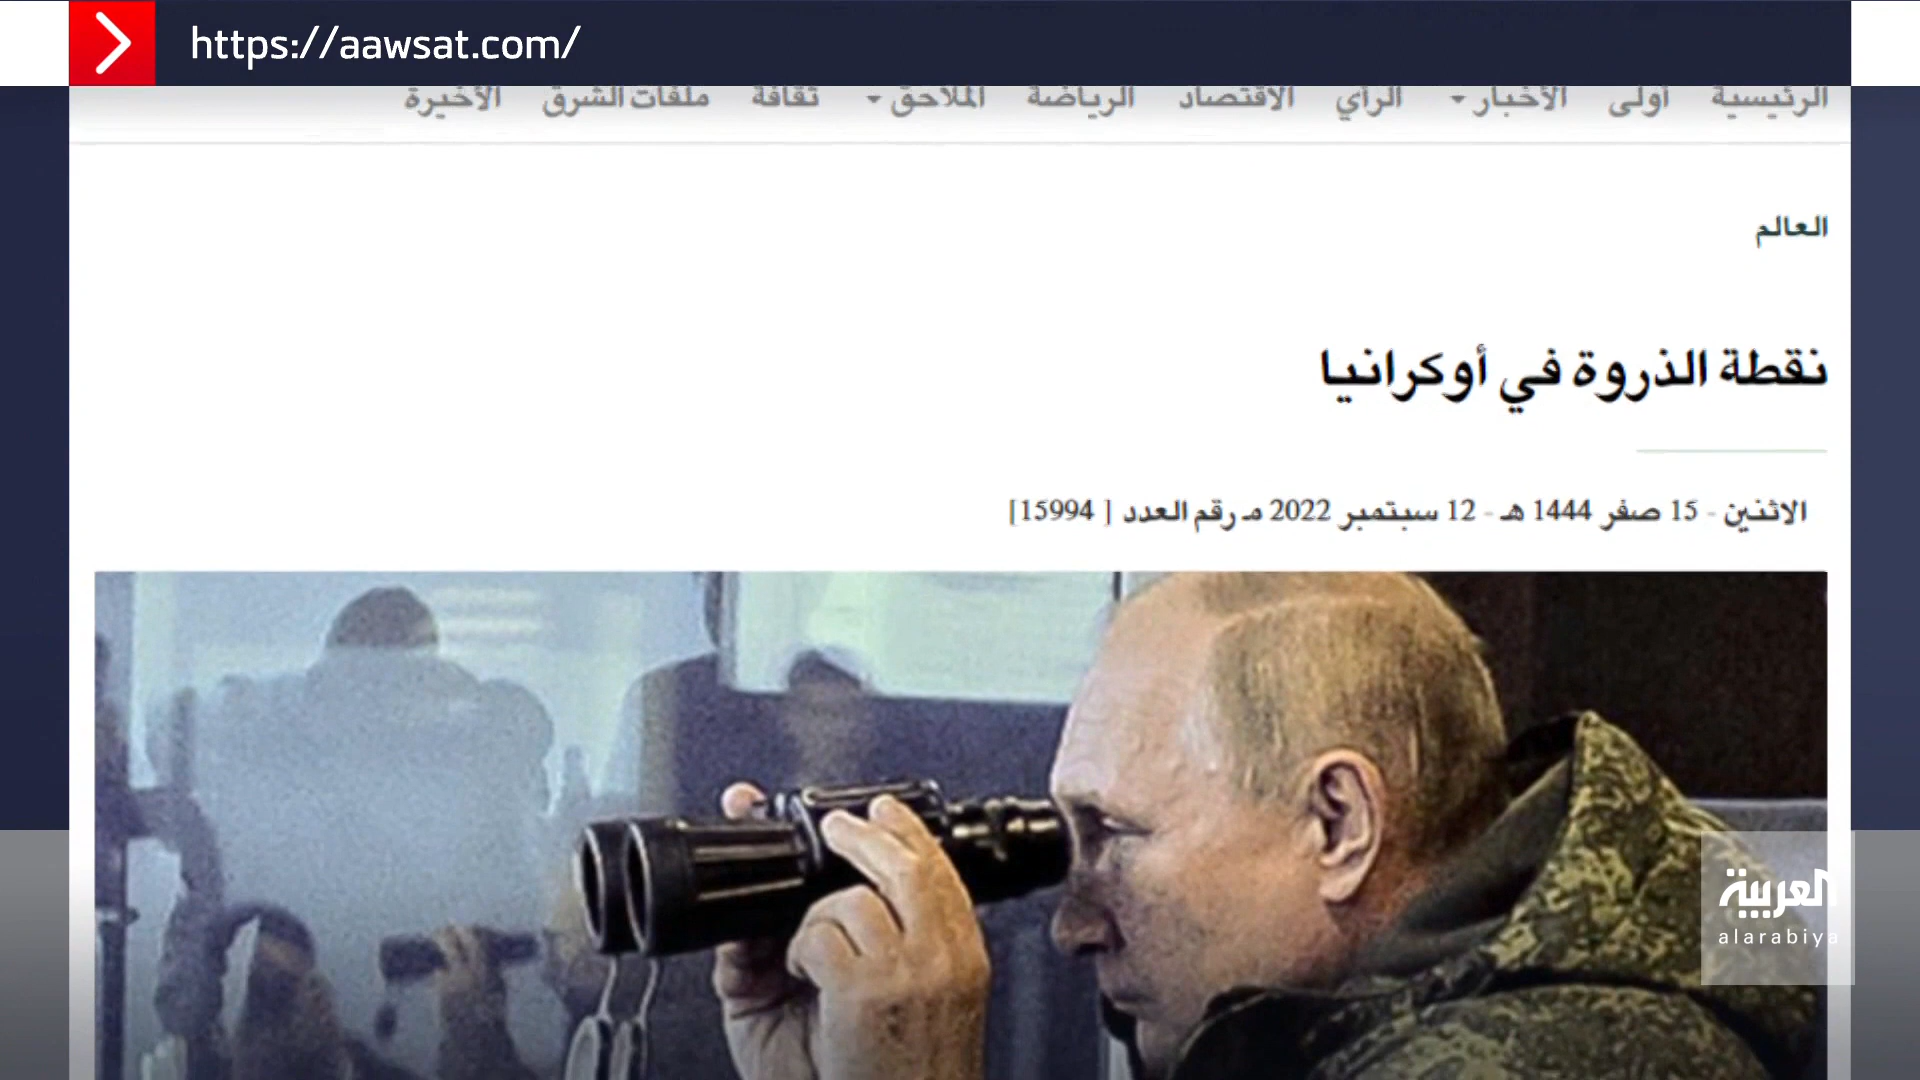 https://aawsat.com/
الرئيسية أولى الأخبار الرأي الاقتصاد الرياضة الملاحق ثقافة ملفات الشرق الأخيرة
العالم
نقطة الذروة في أوكرانيا
الاثنين - 15 صفر 1444 هـ - 12 سبتمبر 2022 مـ رقم العدد [ 15994]
العربية
alarabiya